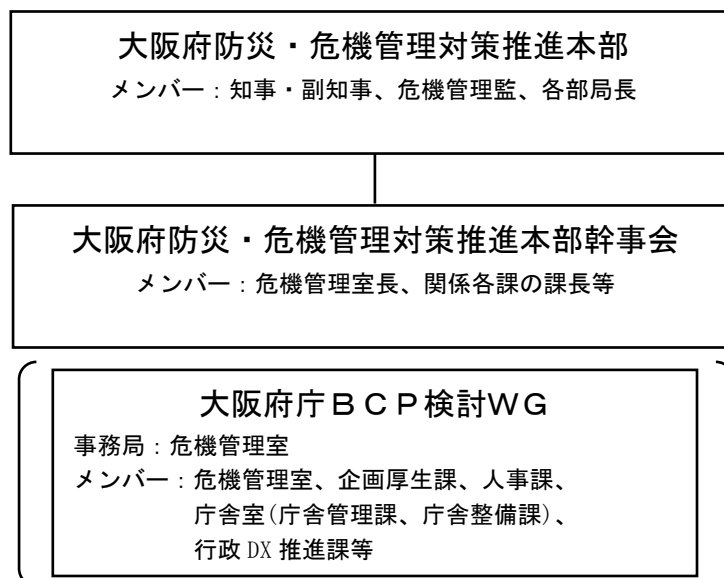 大阪府防災・危機管理対策推進本部
メンバー：知事・副知事、危機管理監、各部局長
大阪府防災・危機管理対策推進本部幹事会
メンバー：危機管理室長、関係各課の課長等
大阪府庁ＢＣＰ検討ＷＧ
事務局：危機管理室
メンバー：危機管理室、企画厚生課、人事課、
庁舎室(庁舎管理課、庁舎整備課)、
行政 DX 推進課等